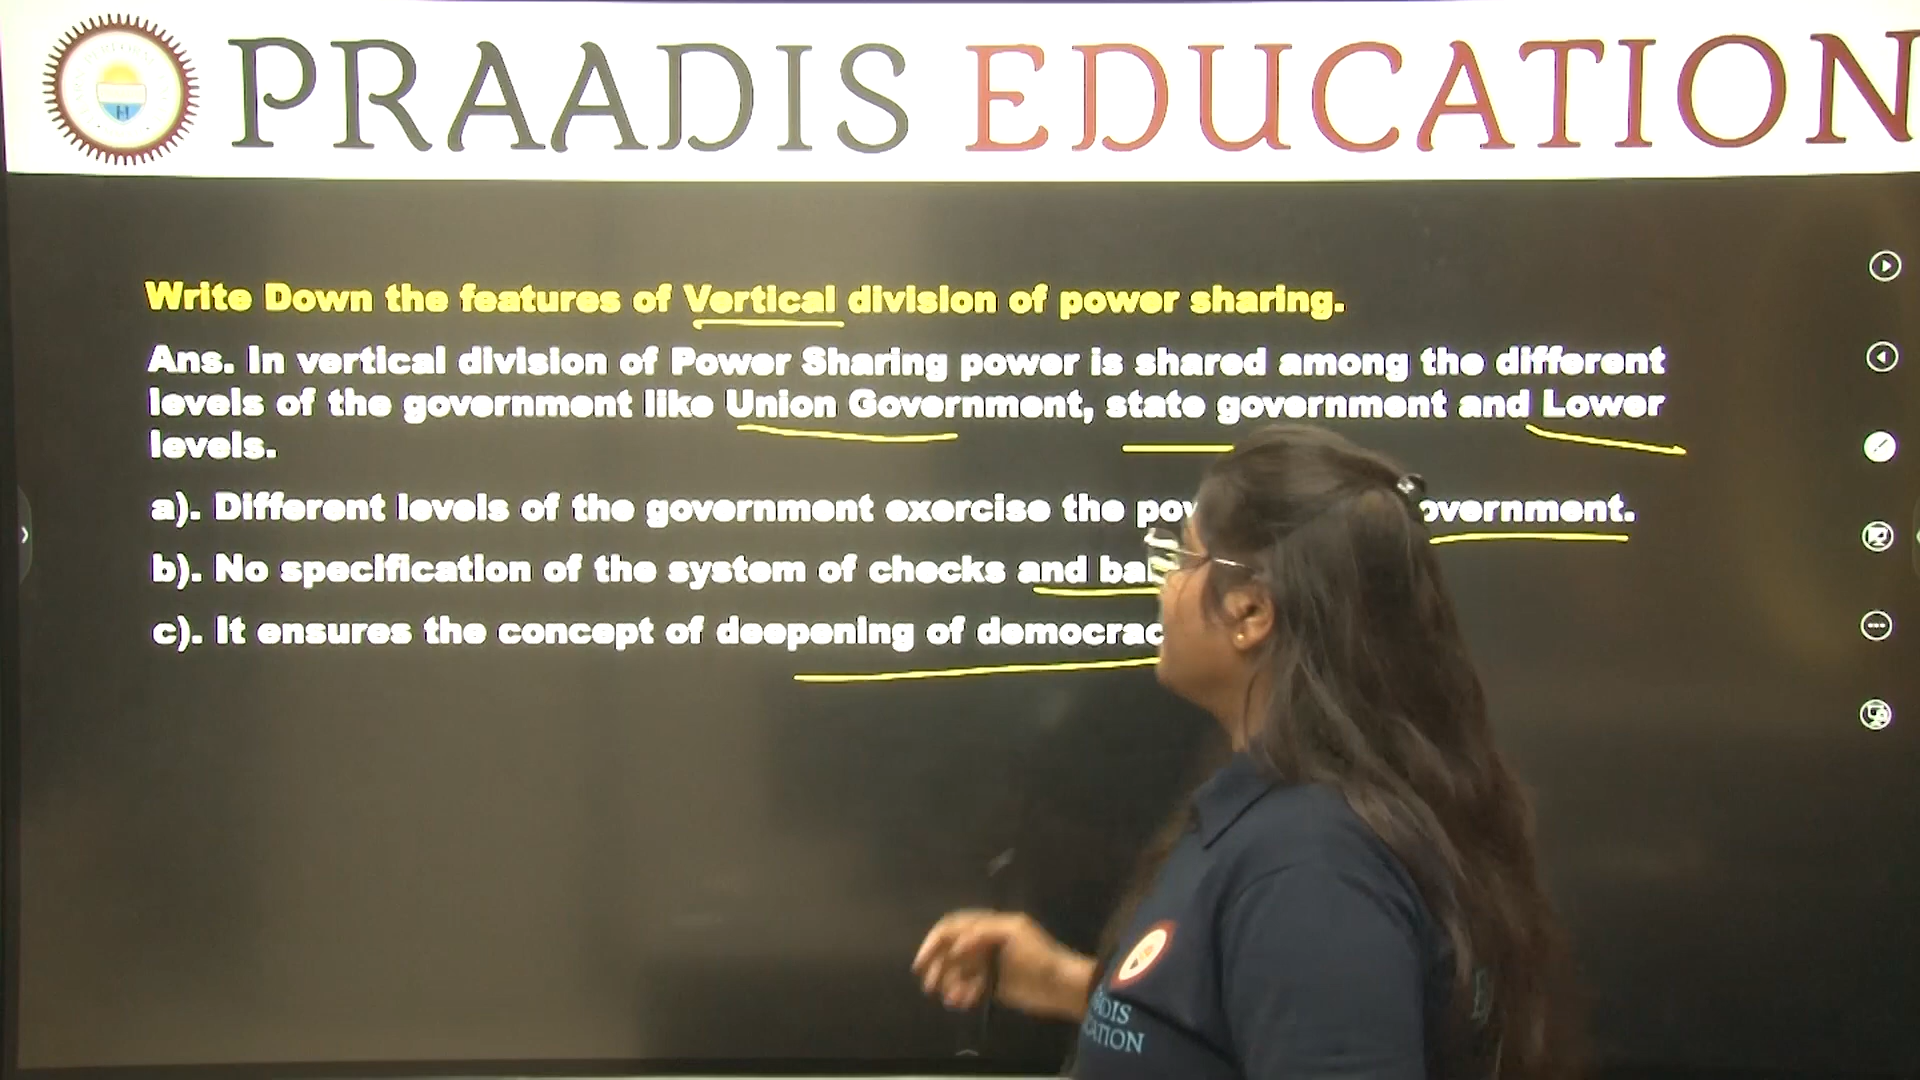 PRAADIS EDUCATION
Write Down the features of Vertical division of power sharing.
Ans. In vertical division of Power Sharing power is shared among the different
levels of the government like Union Government, state government and Lower
levels.
a). Different levels of the government exercise the
b). No specification of the system of checks and
c). It ensures the concept of deepening of